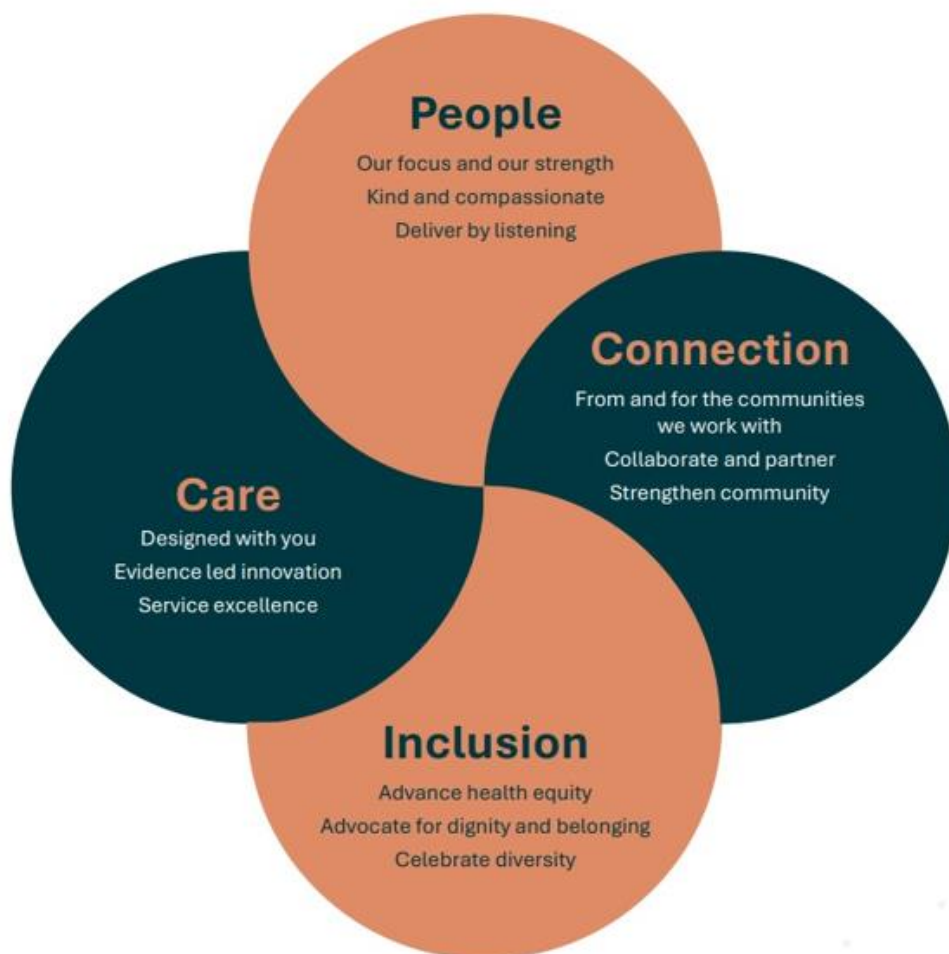 People
Our focus and our strength
Kind and compassionate
Deliver by listening
Connection
From and for the communities
we work with
Collaborate and partner
Strengthen community
Care
Designed with you
Evidence led innovation
Service excellence
Inclusion
Advance health equity
Advocate for dignity and belonging
Celebrate diversity